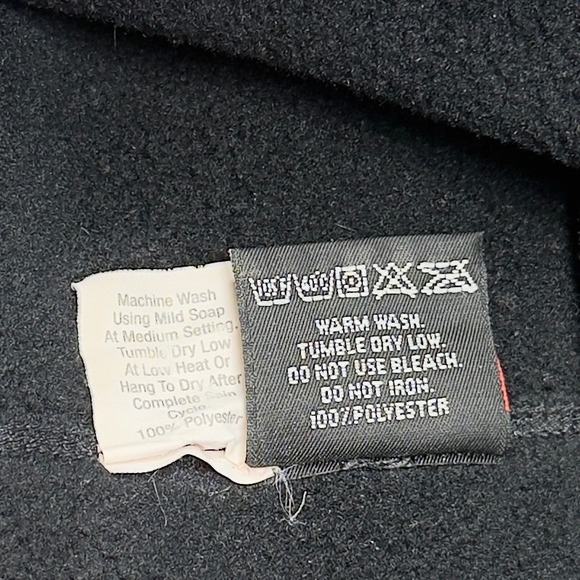 Machine Wash
Using Mild Soap
At Medium Setting.
Tumble Dry Low
At Low Heat Or
Hang To Dry After
Complete Spin
Cycle
100% Polyester
105F/40C
WARM WASH.
TUMBLE DRY LOW.
DO NOT USE BLEACH.
DO NOT IRON.
100%POLYESTER